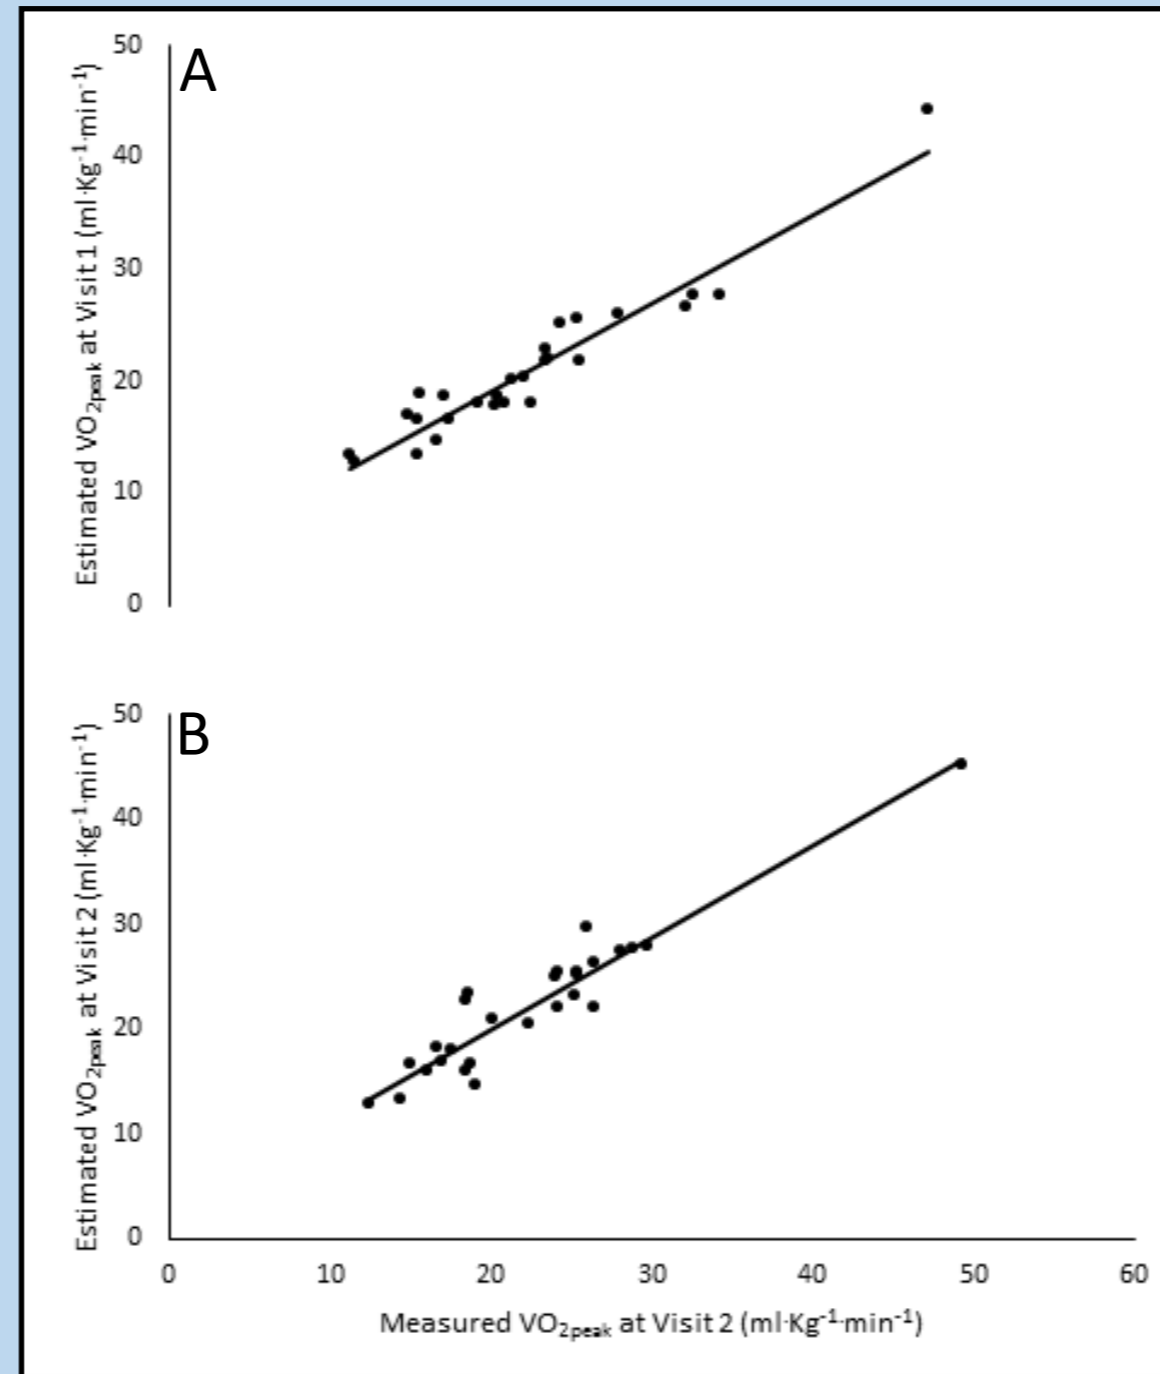 A
Estimated VO2peak at Visit 1 (ml·Kg-1·min-1)
50
40
30
20
10
0
B
Estimated VO2peak at Visit 2 (ml·Kg-1·min-1)
50
40
30
20
10
0
0 10 20 30 40 50 60
Measured VO2peak at Visit 2 (ml·Kg-1·min-1)